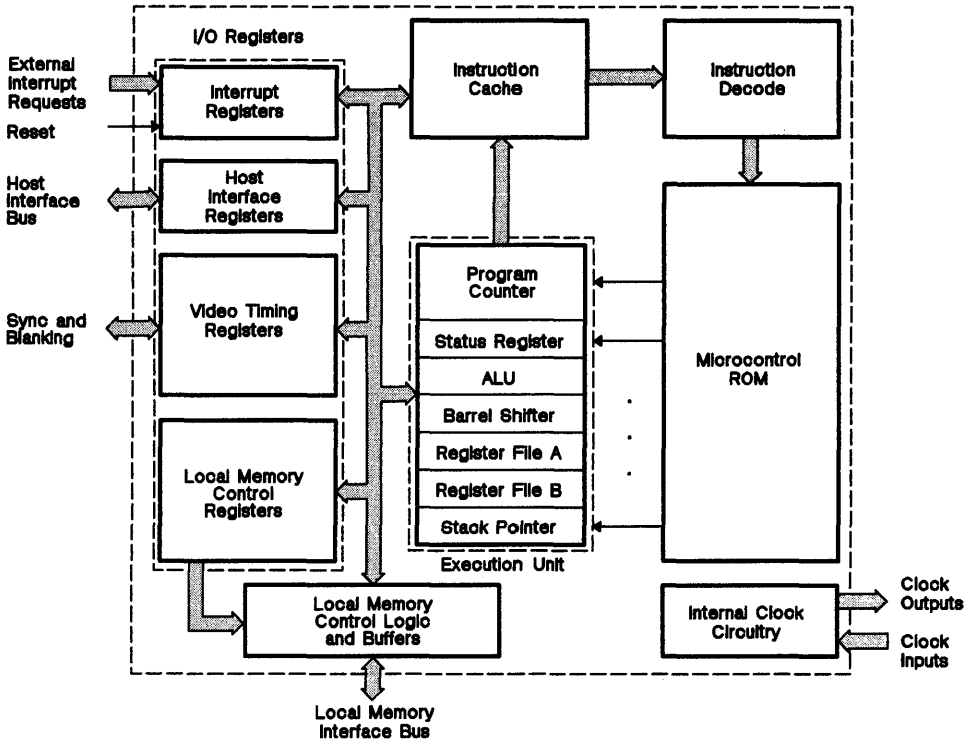 I/O Registers
External
Interrupt
Requests
Reset
Host
Interface
Bus
Sync and
Blanking
Interrupt
Registers
Host
Interface
Registers
Video Timing
Registers
Local Memory
Control
Registers
Local Memory
Control Logic
and Buffers
Local Memory
Interface Bus
Instruction
Cache
Instruction
Decode
Program
Counter
Status Register
ALU
Barrel Shifter
Register File A
Register File B
Stack Pointer
Execution Unit
Microcontrol
ROM
Internal Clock
Circuitry
Clock
Outputs
Clock
Inputs